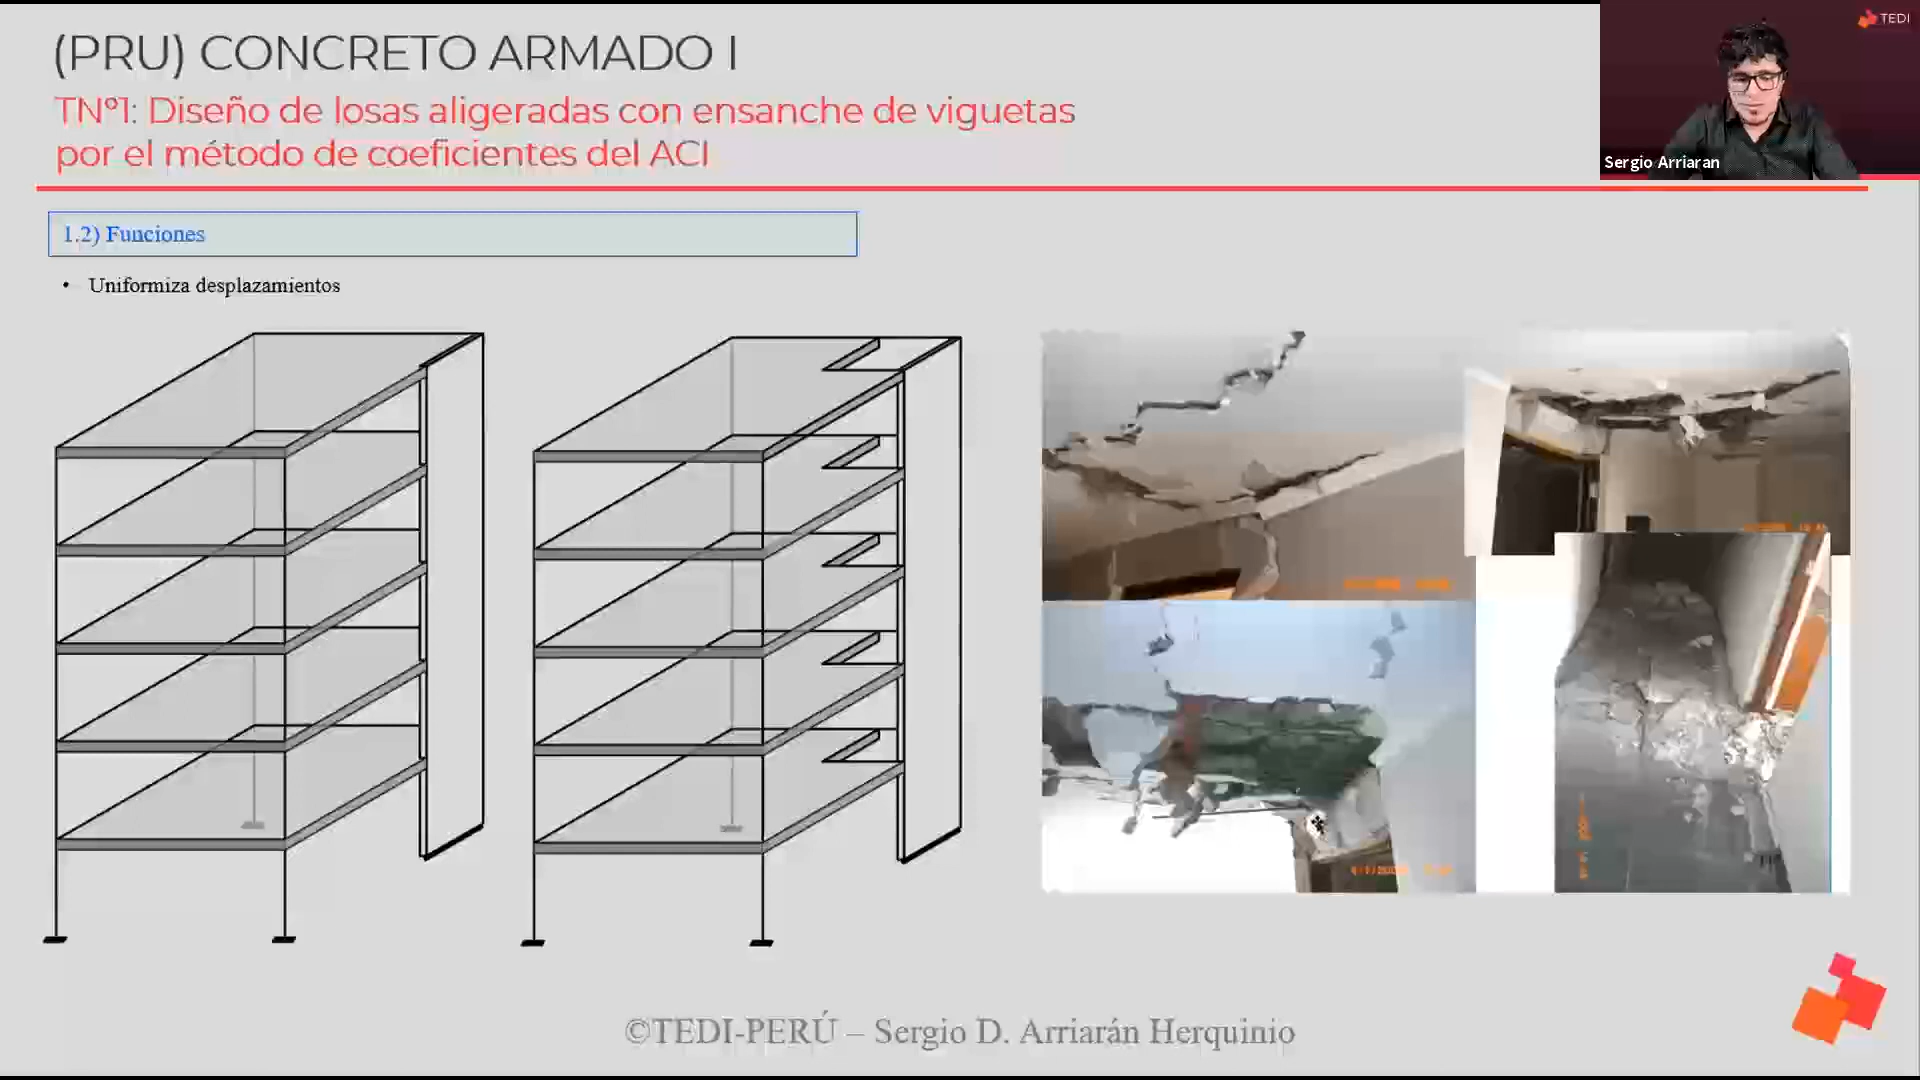 (PRU) CONCRETO ARMADO I
TEDI
TN°1: Diseño de losas aligeradas con ensanche de viguetas
por el método de coeficientes del ACI
Sergio Arriaran
1.2) Funciones
• Uniformiza desplazamientos
©TEDI-PERÚ – Sergio D. Arriarán Herquinio